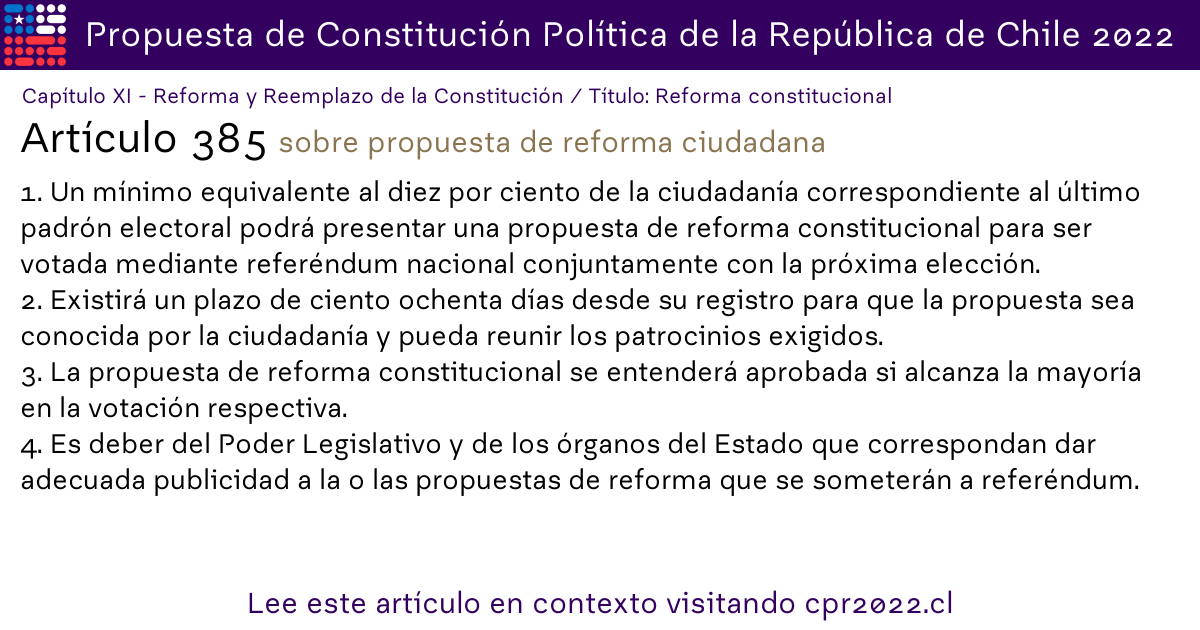 Propuesta de Constitución Política de la República de Chile 2022
Capítulo XI - Reforma y Reemplazo de la Constitución / Título: Reforma constitucional
Artículo 385 sobre propuesta de reforma ciudadana
1. Un mínimo equivalente al diez por ciento de la ciudadanía correspondiente al último
padrón electoral podrá presentar una propuesta de reforma constitucional para ser
votada mediante referéndum nacional conjuntamente con la próxima elección.
2. Existirá un plazo de ciento ochenta días desde su registro para que la propuesta sea
conocida por la ciudadanía y pueda reunir los patrocinios exigidos.
3. La propuesta de reforma constitucional se entenderá aprobada si alcanza la mayoría
en la votación respectiva.
4. Es deber del Poder Legislativo y de los órganos del Estado que correspondan dar
adecuada publicidad a la o las propuestas de reforma que se someterán a referéndum.
Lee este artículo en contexto visitando cpr2022.cl